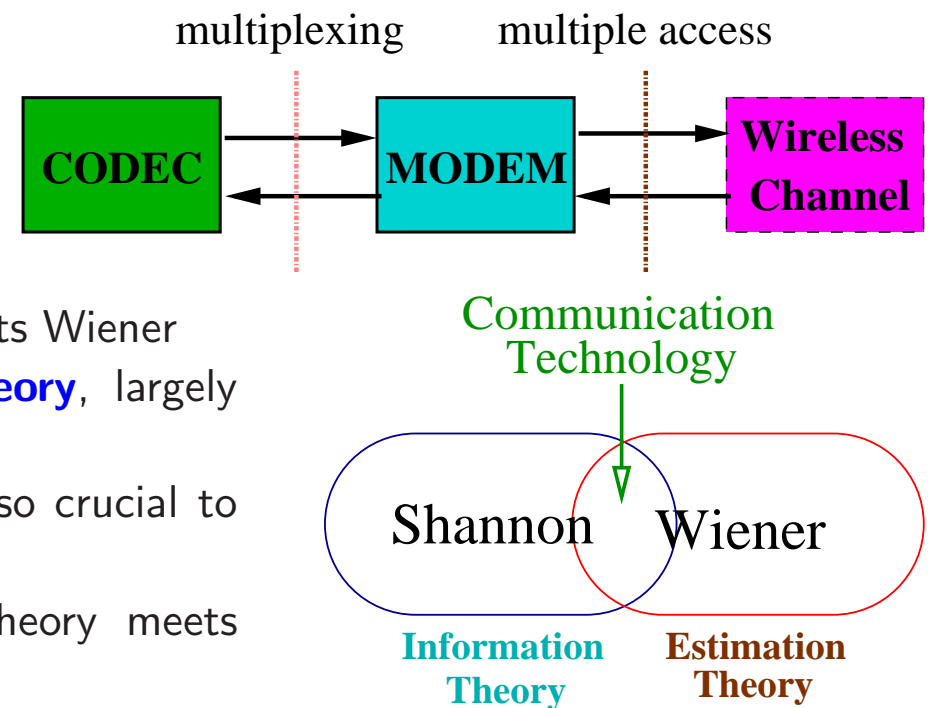 multiplexing multiple access
CODEC MODEM Wireless
Channel
ts Wiener
eory, largely
so crucial to
heory meets
Communication
Technology
Shannon Wiener
Information Estimation
Theory Theory